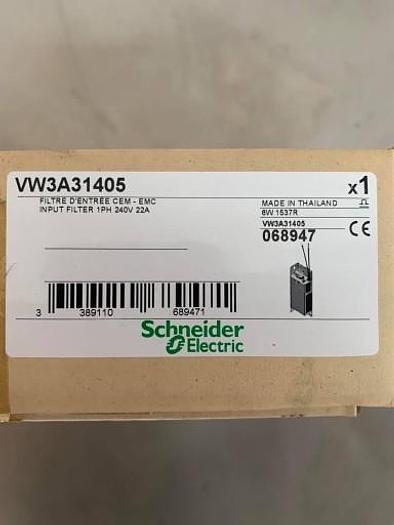 VW3A31405
x1
FILTRE D'ENTRÉE CEM - EMC
INPUT FILTER 1PH 240V 22A
MADE IN THAILAND
6W 1537R
VW3A31405
068947
CE
3 389110 689471
Schneider
Electric